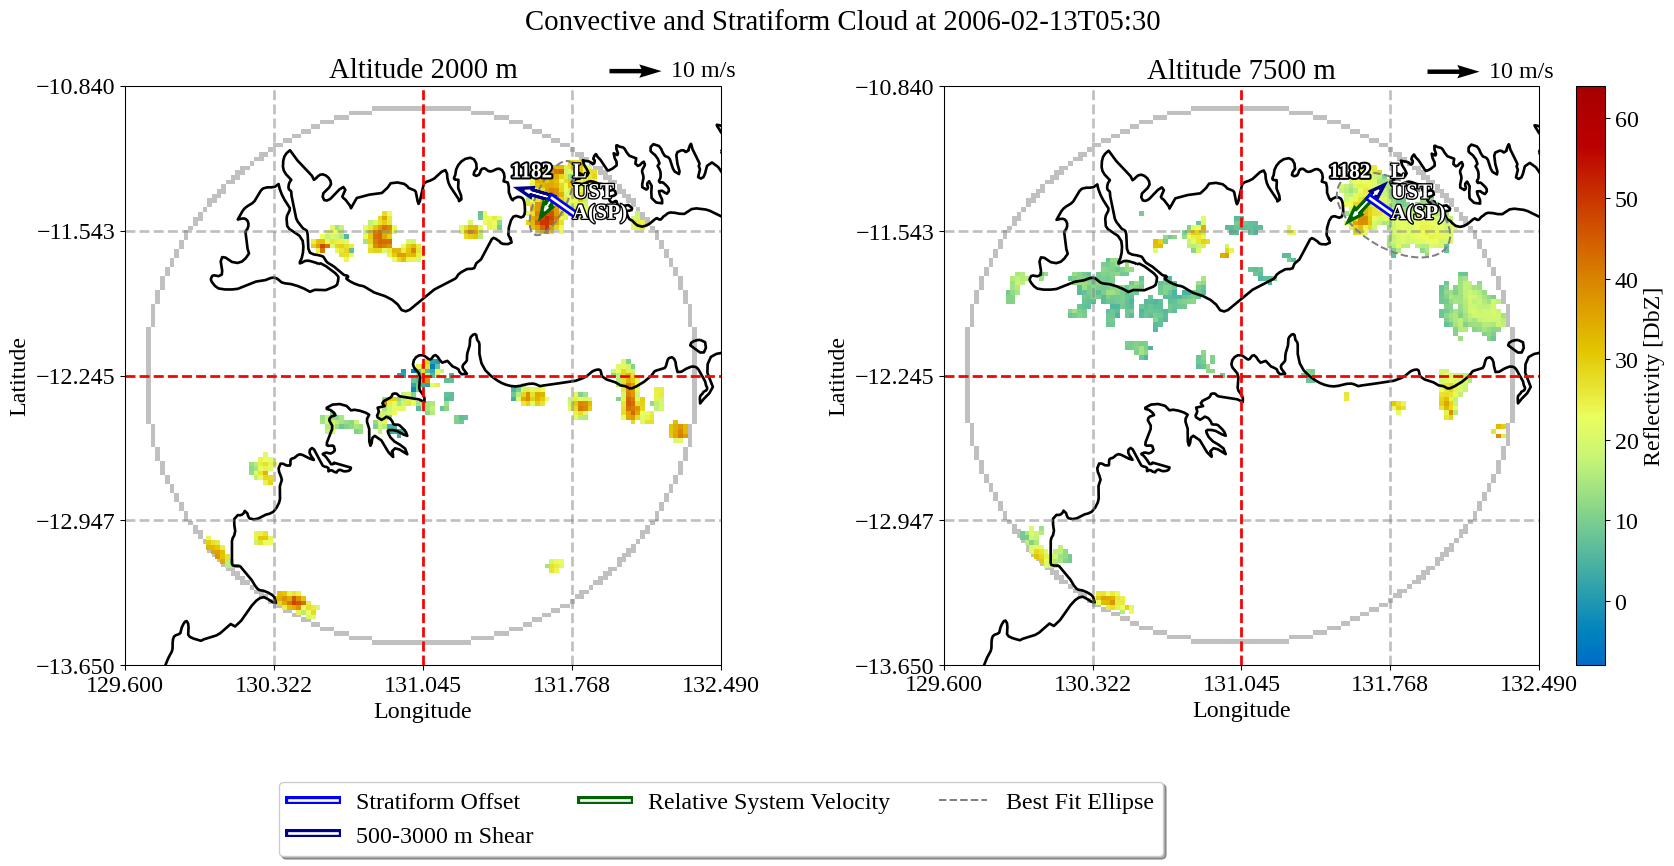 Convective and Stratiform Cloud at 2006-02-13T05:30
Altitude 2000 m
10 m/s
Altitude 7500 m
10 m/s
−10.840
−11.543
−12.245
−12.947
−13.650
Latitude
129.600
130.322
131.045
131.768
132.490
Longitude
1182
L
UST
A(SP)
−10.840
−11.543
−12.245
−12.947
−13.650
Latitude
129.600
130.322
131.045
131.768
132.490
Longitude
1182
L
UST
A(SP)
60
50
40
30
20
10
0
Reflectivity [DbZ]
Stratiform Offset
Relative System Velocity
Best Fit Ellipse
500-3000 m Shear